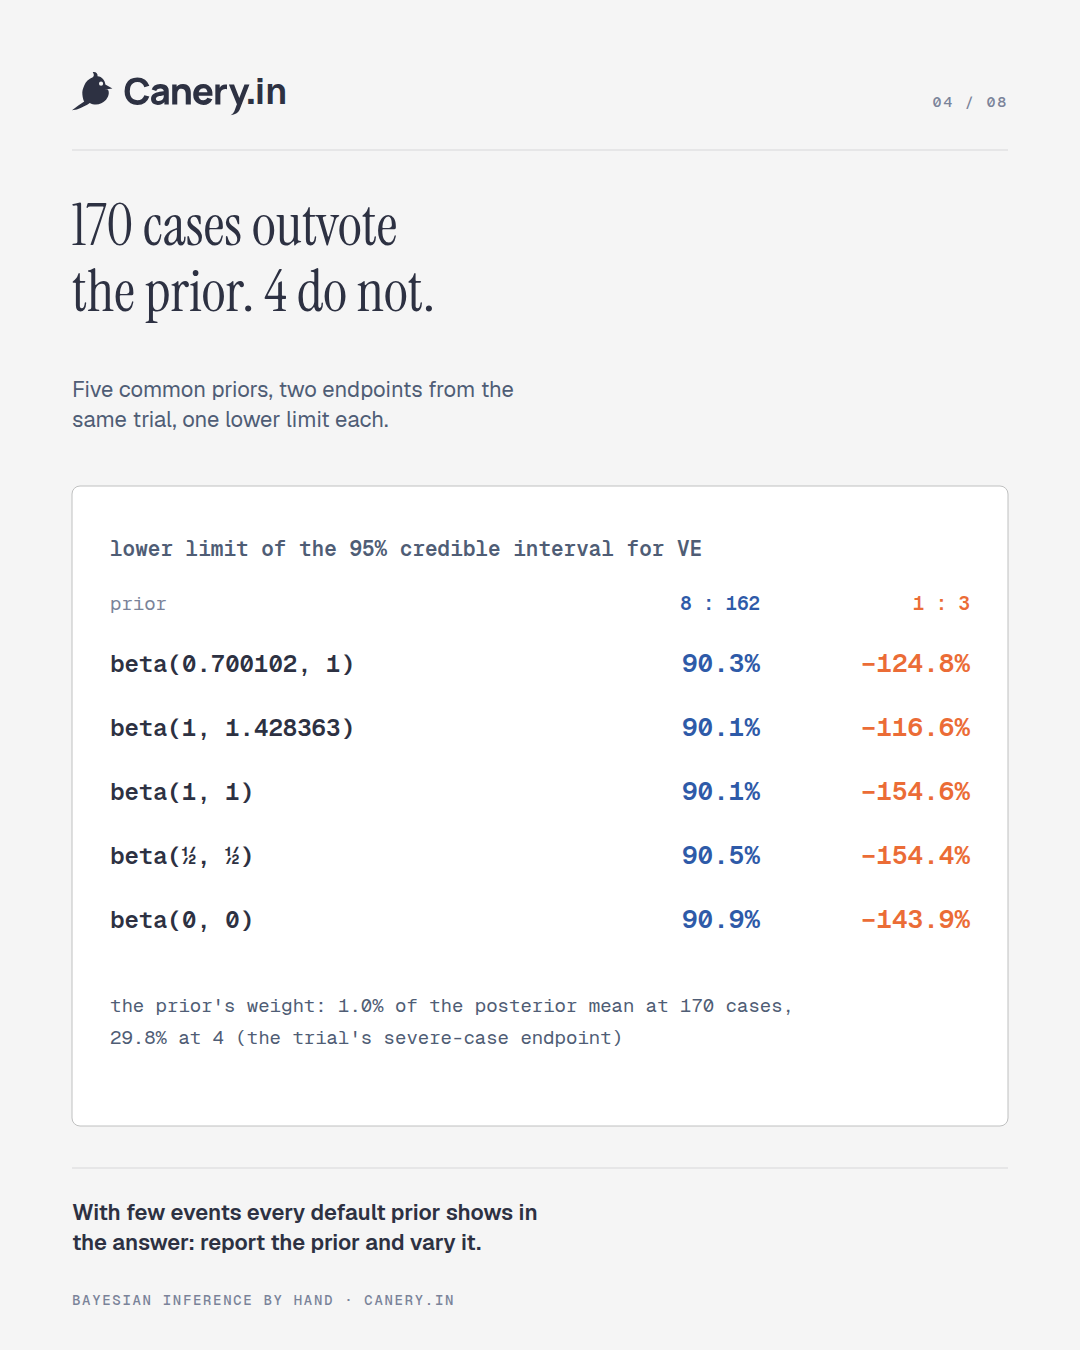 Canery.in
04 / 08
170 cases outvote
the prior. 4 do not.
Five common priors, two endpoints from the
same trial, one lower limit each.
lower limit of the 95% credible interval for VE
prior 8 : 162 1 : 3
beta(0.700102, 1) 90.3% −124.8%
beta(1, 1.428363) 90.1% −116.6%
beta(1, 1) 90.1% −154.6%
beta(½, ½) 90.5% −154.4%
beta(0, 0) 90.9% −143.9%
the prior's weight: 1.0% of the posterior mean at 170 cases,
29.8% at 4 (the trial's severe-case endpoint)
With few events every default prior shows in
the answer: report the prior and vary it.
BAYESIAN INFERENCE BY HAND · CANERY.IN